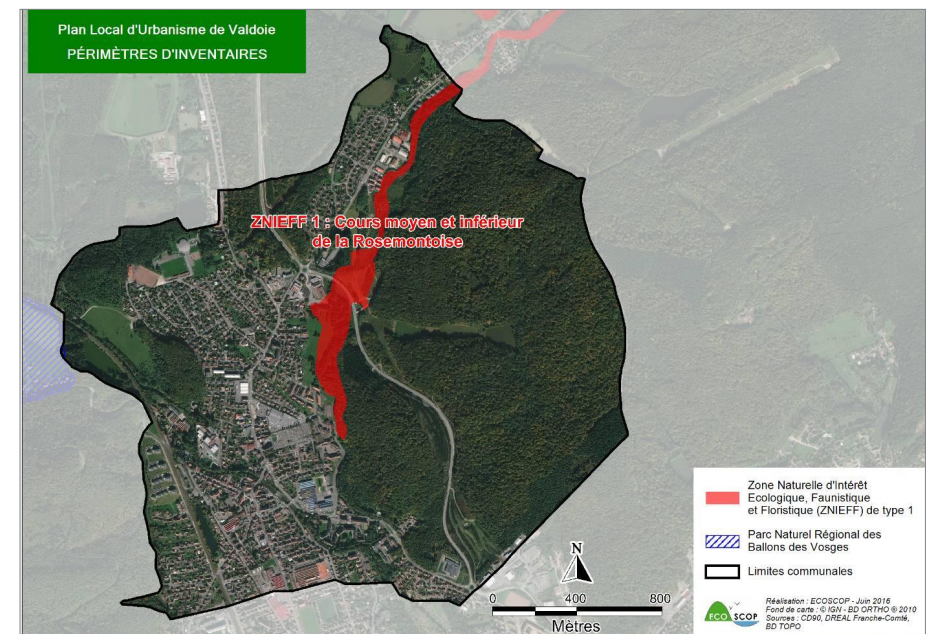 Plan Local d'Urbanisme de Valdoie
PÉRIMÈTRES D'INVENTAIRES
ZNIEFF 1 : Cours moyen et inférieur
de la Rosemontoise
Zone Naturelle d'Intérêt
Ecologique, Faunistique
et Floristique (ZNIEFF) de type 1
Parc Naturel Régional des
Ballons des Vosges
Limites communales
N
0 400 800
Mètres
ECO SCOP
Réalisation : ECOSCOP - Juin 2016
Fond de carte : © IGN - BD ORTHO ® 2010
Sources : CD90, DREAL Franche-Comté,
BD TOPO